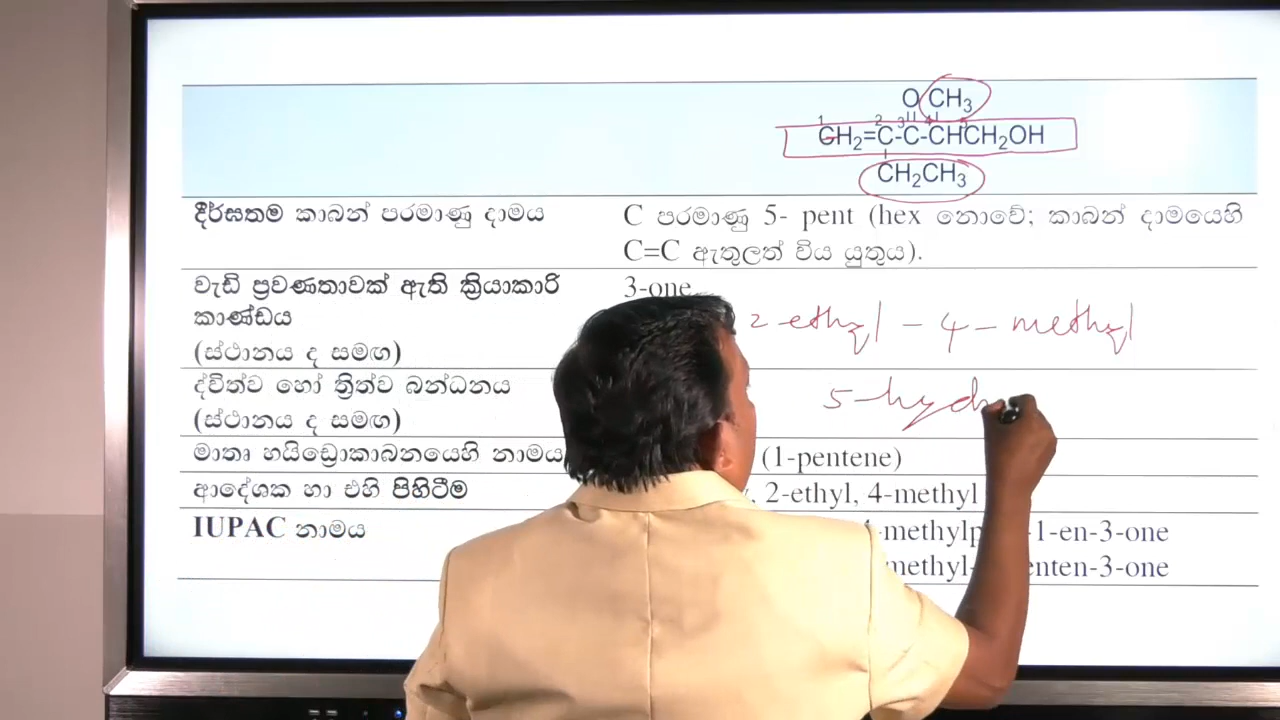 O CH₃
1 2 3 4 5
CH₂=C-C-CHCH₂OH
CH₂CH₃
දීර්ඝතම කාබන් පරමාණු දාමය
C පරමාණු 5- pent (hex නොවේ; කාබන් දාමයෙහි
C=C ඇතුලත් විය යුතුය).
වැඩි ප්‍රවණතාවක් ඇති ක්‍රියාකාරි
කාණ්ඩය
(ස්ථානය ද සමඟ)
3-one
2 ethyl - 4 - methyl
ද්විත්ව හෝ ත්‍රිත්ව බන්ධනය
(ස්ථානය ද සමඟ)
5-hyd
මාතෘ හයිඩ්‍රොකාබනයෙහි නාමය
(1-pentene)
ආදේශක හා එහි පිහිටීම
, 2-ethyl, 4-methyl
IUPAC නාමය
4-methylp -1-en-3-one
methyl- enten-3-one